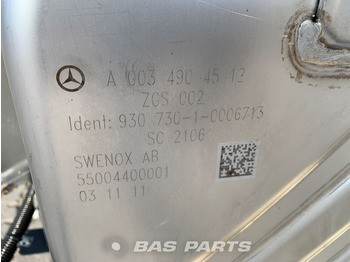 A 003 490 45 12
ZGS 002
Ident: 930 730-1-0006713
SC 2106
SWENOX AB
55004400001
03 11 11
BAS PARTS